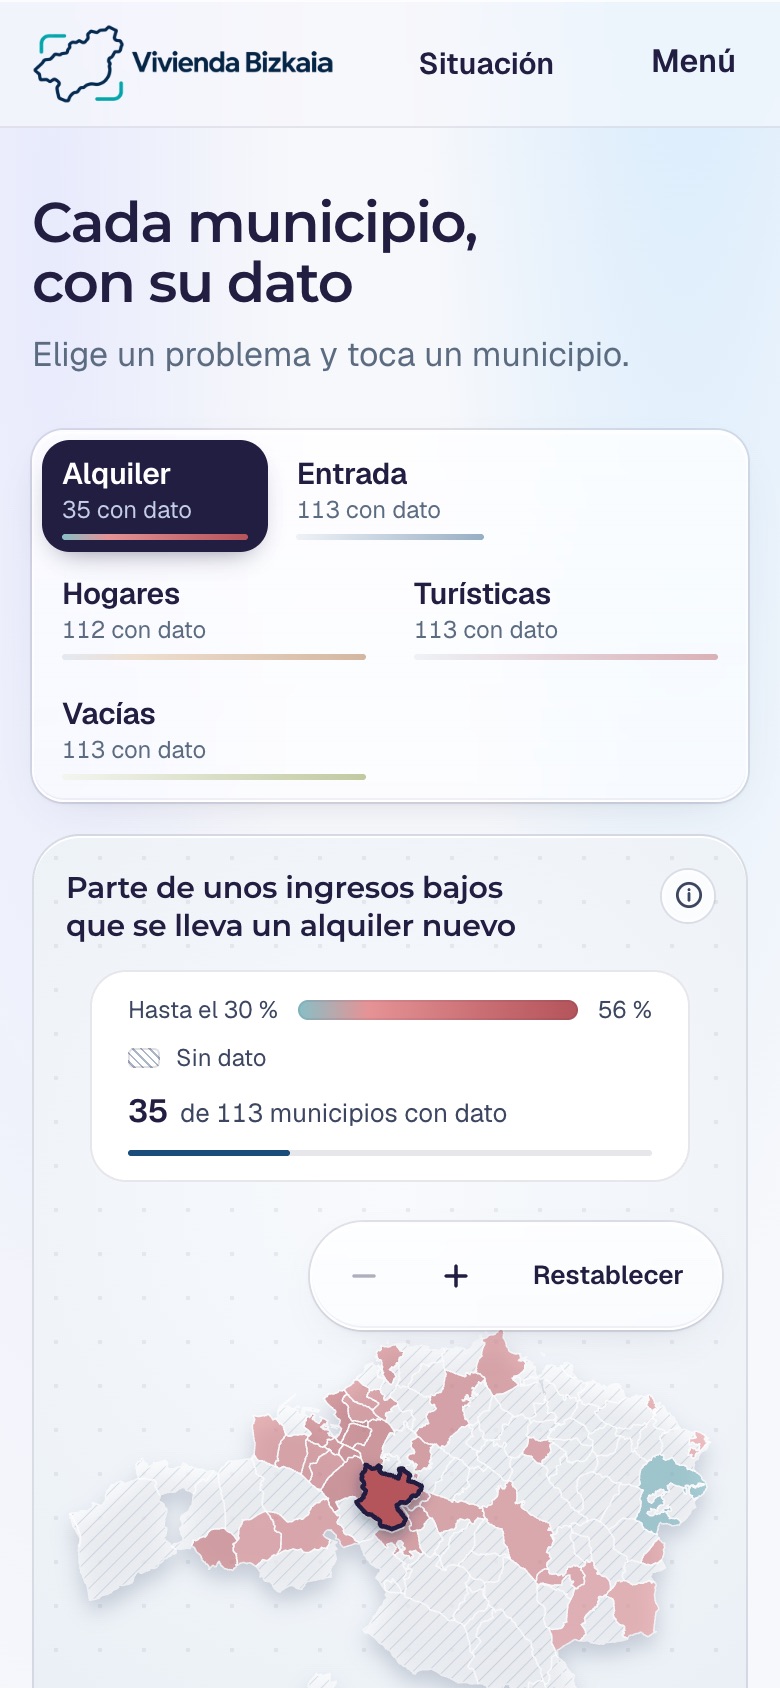 Vivienda Bizkaia
Situación
Menú
Cada municipio,
con su dato
Elige un problema y toca un municipio.
Alquiler
35 con dato
Entrada
113 con dato
Hogares
112 con dato
Turísticas
113 con dato
Vacías
113 con dato
Parte de unos ingresos bajos
que se lleva un alquiler nuevo
Hasta el 30 %
56 %
Sin dato
35 de 113 municipios con dato
− + Restablecer